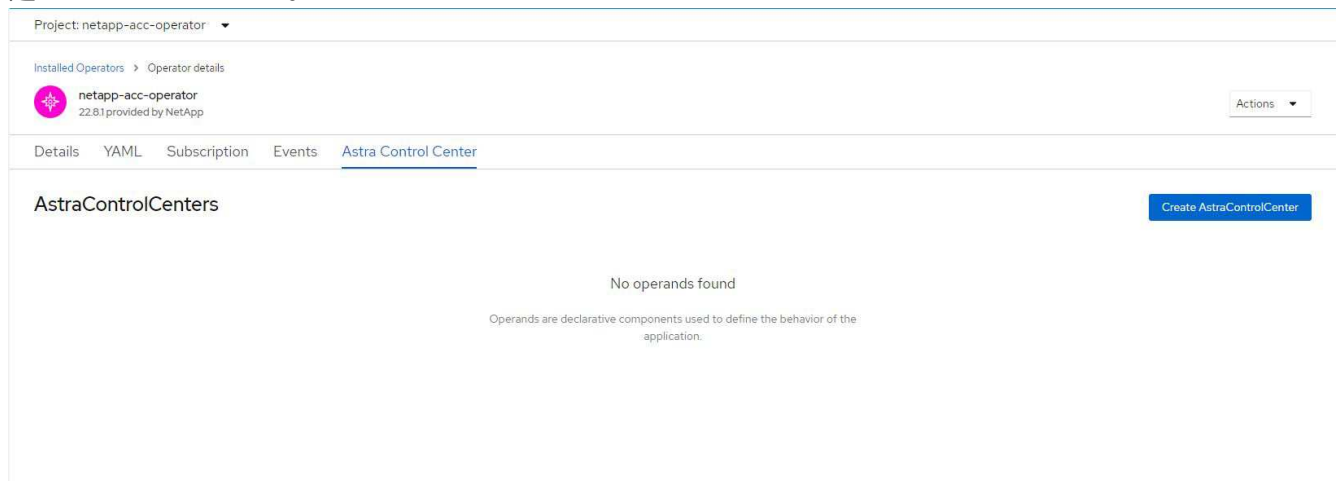 Project: netapp-acc-operator
Installed Operators > Operator details
netapp-acc-operator
22.8.1 provided by NetApp
Actions
Details YAML Subscription Events Astra Control Center
AstraControlCenters
Create AstraControlCenter
No operands found
Operands are declarative components used to define the behavior of the
application.